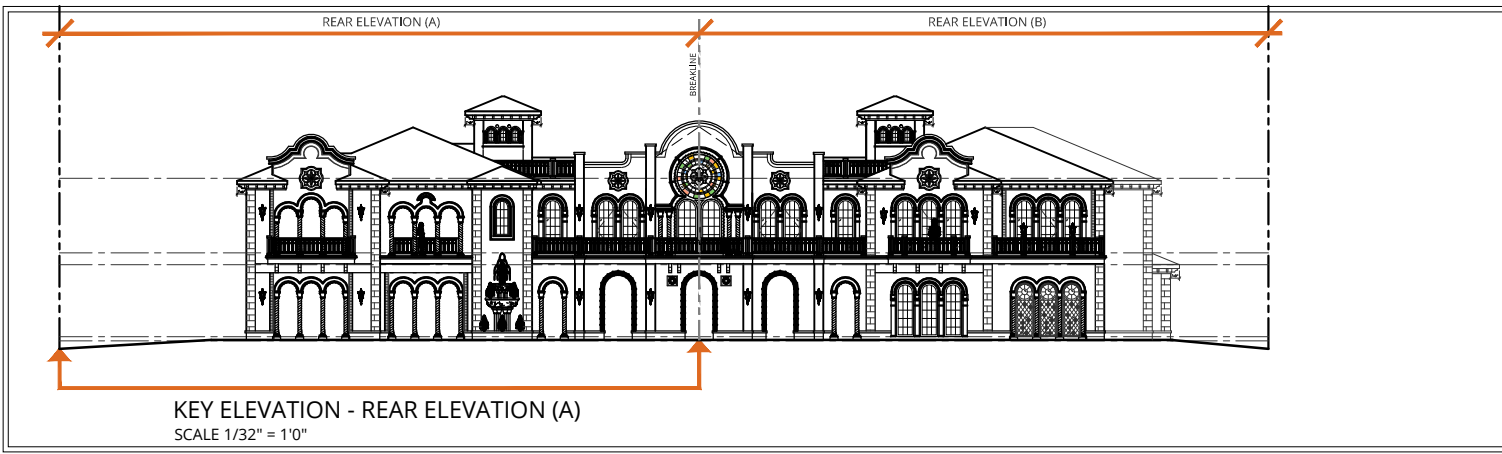 REAR ELEVATION (A)
REAR ELEVATION (B)
BREAKLINE
KEY ELEVATION - REAR ELEVATION (A)
SCALE 1/32" = 1'0"